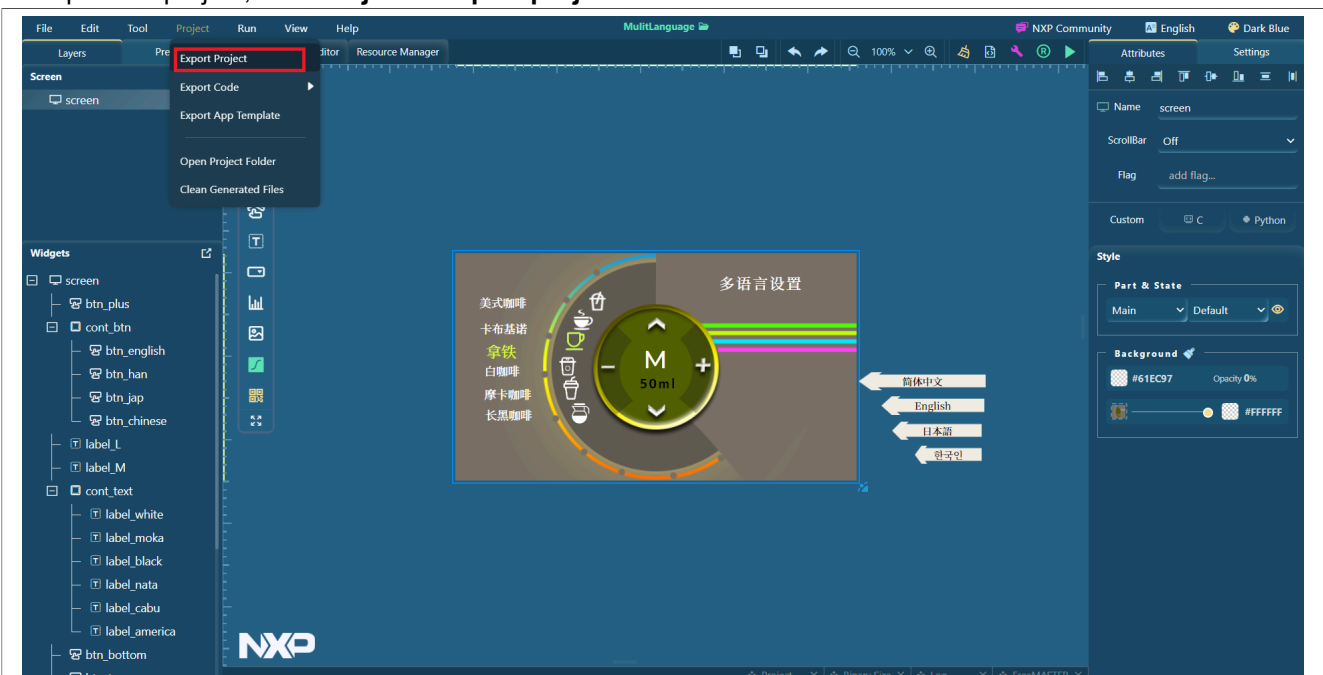 File Edit Tool Project Run View Help MulitLanguage NXP Community English Dark Blue
Layers Pre itor Resource Manager 100% Attributes Settings
Export Project
Export Code
Export App Template
Open Project Folder
Clean Generated Files
Screen
screen
Widgets
screen
btn_plus
cont_btn
btn_english
btn_han
btn_jap
btn_chinese
label_L
label_M
cont_text
label_white
label_moka
label_black
label_nata
label_cabu
label_america
btn_bottom
多语言设置
美式咖啡
卡布基诺
拿铁
白咖啡
摩卡咖啡
长黑咖啡
M
50ml
简体中文
English
日本語
한국인
NXP
Name screen
ScrollBar Off
Flag add flag...
Custom C Python
Style
Part & State
Main Default
Background
#61EC97 Opacity 0%
#FFFFFF